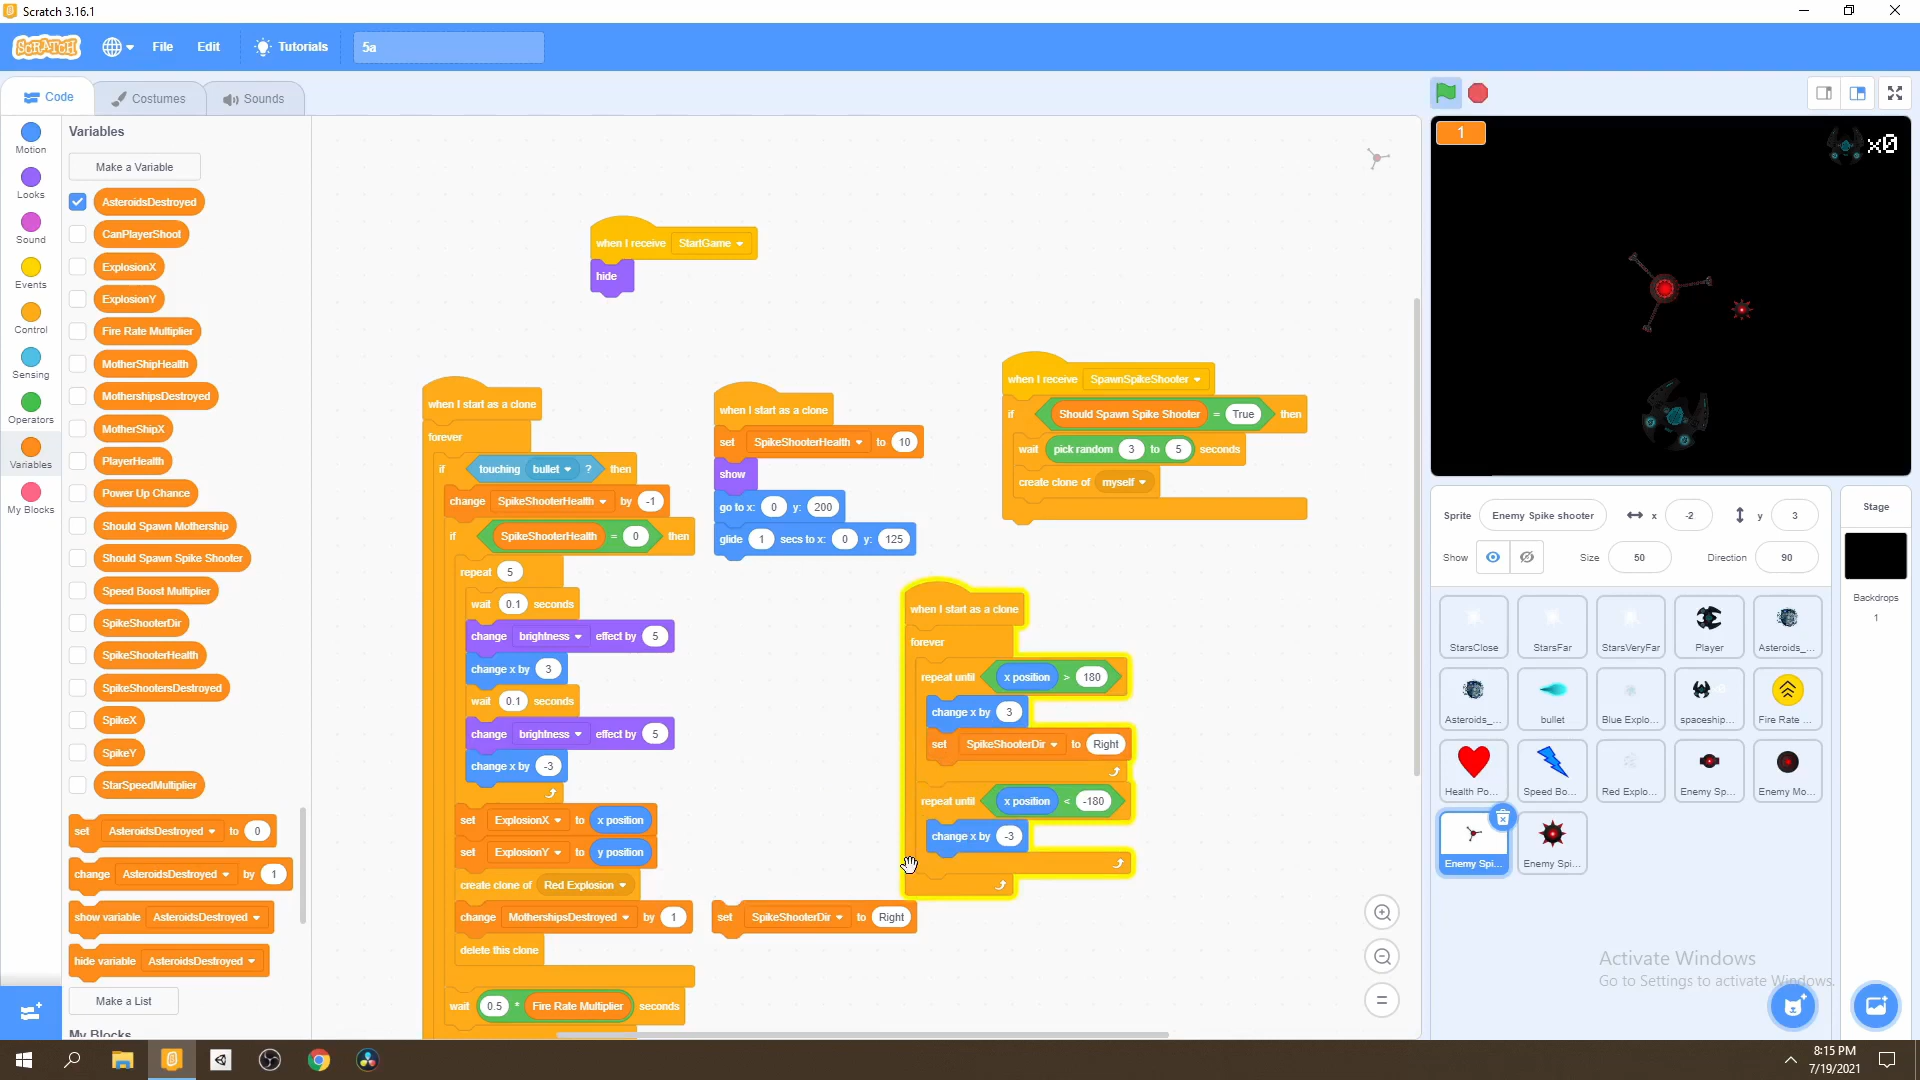 Scratch 3.16.1
SCRATCH File Edit Tutorials 5a
Code Costumes Sounds
Motion
Looks
Sound
Events
Control
Sensing
Operators
Variables
My Blocks
Variables
Make a Variable
AsteroidsDestroyed
CanPlayerShoot
ExplosionX
ExplosionY
Fire Rate Multiplier
MotherShipHealth
MothershipsDestroyed
MotherShipX
PlayerHealth
Power Up Chance
Should Spawn Mothership
Should Spawn Spike Shooter
Speed Boost Multiplier
SpikeShooterDir
SpikeShooterHealth
SpikeShootersDestroyed
SpikeX
SpikeY
StarSpeedMultiplier
set AsteroidsDestroyed to 0
change AsteroidsDestroyed by 1
show variable AsteroidsDestroyed
hide variable AsteroidsDestroyed
Make a List
My Blocks
when I receive StartGame
hide
when I start as a clone
forever
if touching bullet ? then
change SpikeShooterHealth by -1
if SpikeShooterHealth = 0 then
repeat 5
wait 0.1 seconds
change brightness effect by 5
change x by 3
wait 0.1 seconds
change brightness effect by 5
change x by -3
set ExplosionX to x position
set ExplosionY to y position
create clone of Red Explosion
change MothershipsDestroyed by 1
delete this clone
wait 0.5 * Fire Rate Multiplier seconds
when I start as a clone
set SpikeShooterHealth to 10
show
go to x: 0 y: 200
glide 1 secs to x: 0 y: 125
when I receive SpawnSpikeShooter
if Should Spawn Spike Shooter = True then
wait pick random 3 to 5 seconds
create clone of myself
when I start as a clone
forever
repeat until x position > 180
change x by 3
set SpikeShooterDir to Right
repeat until x position < -180
change x by -3
set SpikeShooterDir to Right
1
x0
Sprite Enemy Spike shooter x -2 y 3
Show Size 50 Direction 90
StarsClose StarsFar StarsVeryFar Player Asteroids_...
Asteroids_... bullet Blue Explo... spaceship... Fire Rate ...
Health Po... Speed Bo... Red Explo... Enemy Sp... Enemy Mo...
Enemy Spi... Enemy Spi...
Stage
Backdrops
1
Activate Windows
Go to Settings to activate Windows.
8:15 PM
7/19/2021